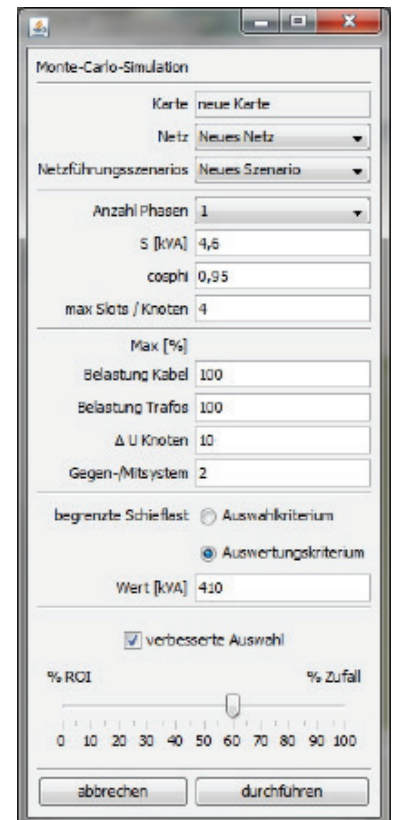 Monte-Carlo-Simulation
Karte neue Karte
Netz Neues Netz
Netzführungsszenarios Neues Szenario
Anzahl Phasen 1
S [kVA] 4,6
cosphi 0,95
max Slots / Knoten 4
Max [%]
Belastung Kabel 100
Belastung Trafos 100
Δ U Knoten 10
Gegen-/Mitsystem 2
begrenzte Schieflast Auswahlkriterium
Auswertungskriterium
Wert [kVA] 410
verbesserte Auswahl
% ROI % Zufall
0 10 20 30 40 50 60 70 80 90 100
abbrechen durchführen